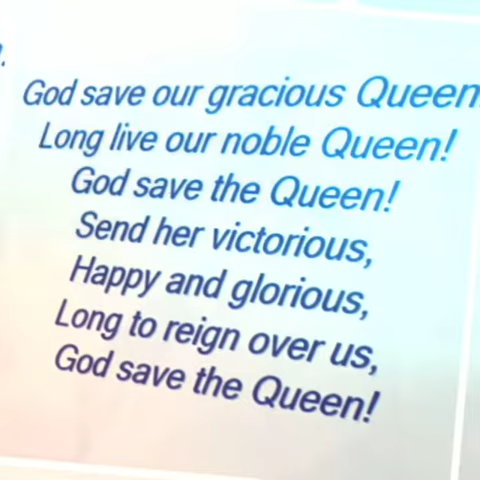 God save our gracious Queen
Long live our noble Queen!
God save the Queen!
Send her victorious,
Happy and glorious,
Long to reign over us,
God save the Queen!